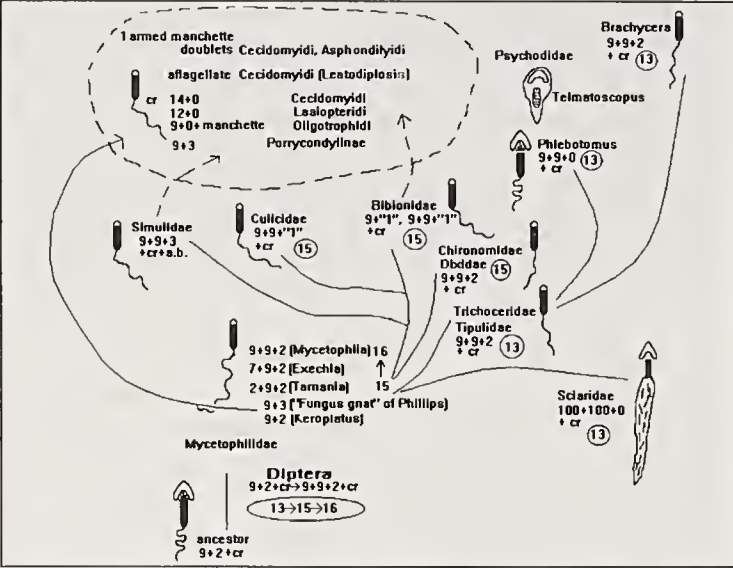 1 armed manchette
doublets Cecidomyidi, Asphondilyidi
aflagellate Cecidomyidi (Leatodiplosis)
cr 14+0 Cecidomyidi
12+0 Lasiopteridi
9+0+manchette Oligotrophidi
9+3 Porrycondylinae
Brachycera
9+9+2
+ cr 13
Psychodidae
Telmatoscopus
Phlebotomus
9+9+0 13
+ cr
Simulidae
9+9+3
+cr+a.b.
Culicidae
9+9+"1"
+cr 15
Bibionidae
9+"1", 9+9+"1"
+cr 15
Chironomidae
Dixidae 15
9+9+2
+ cr
Trichoceridae
Tipulidae
9+9+2
+ cr 13
9+9+2 (Mycetophila) 16
7+9+2 (Exechia)
2+9+2 (Tarnania) 15
9+3 ("Fungus gnat" of Phillips)
9+2 (Keroplatus)
Mycetophilidae
Sciaridae
100+100+0
+ cr
13
Diptera
9+2+cr→9+9+2+cr
13→15→16
ancestor
9+2+cr